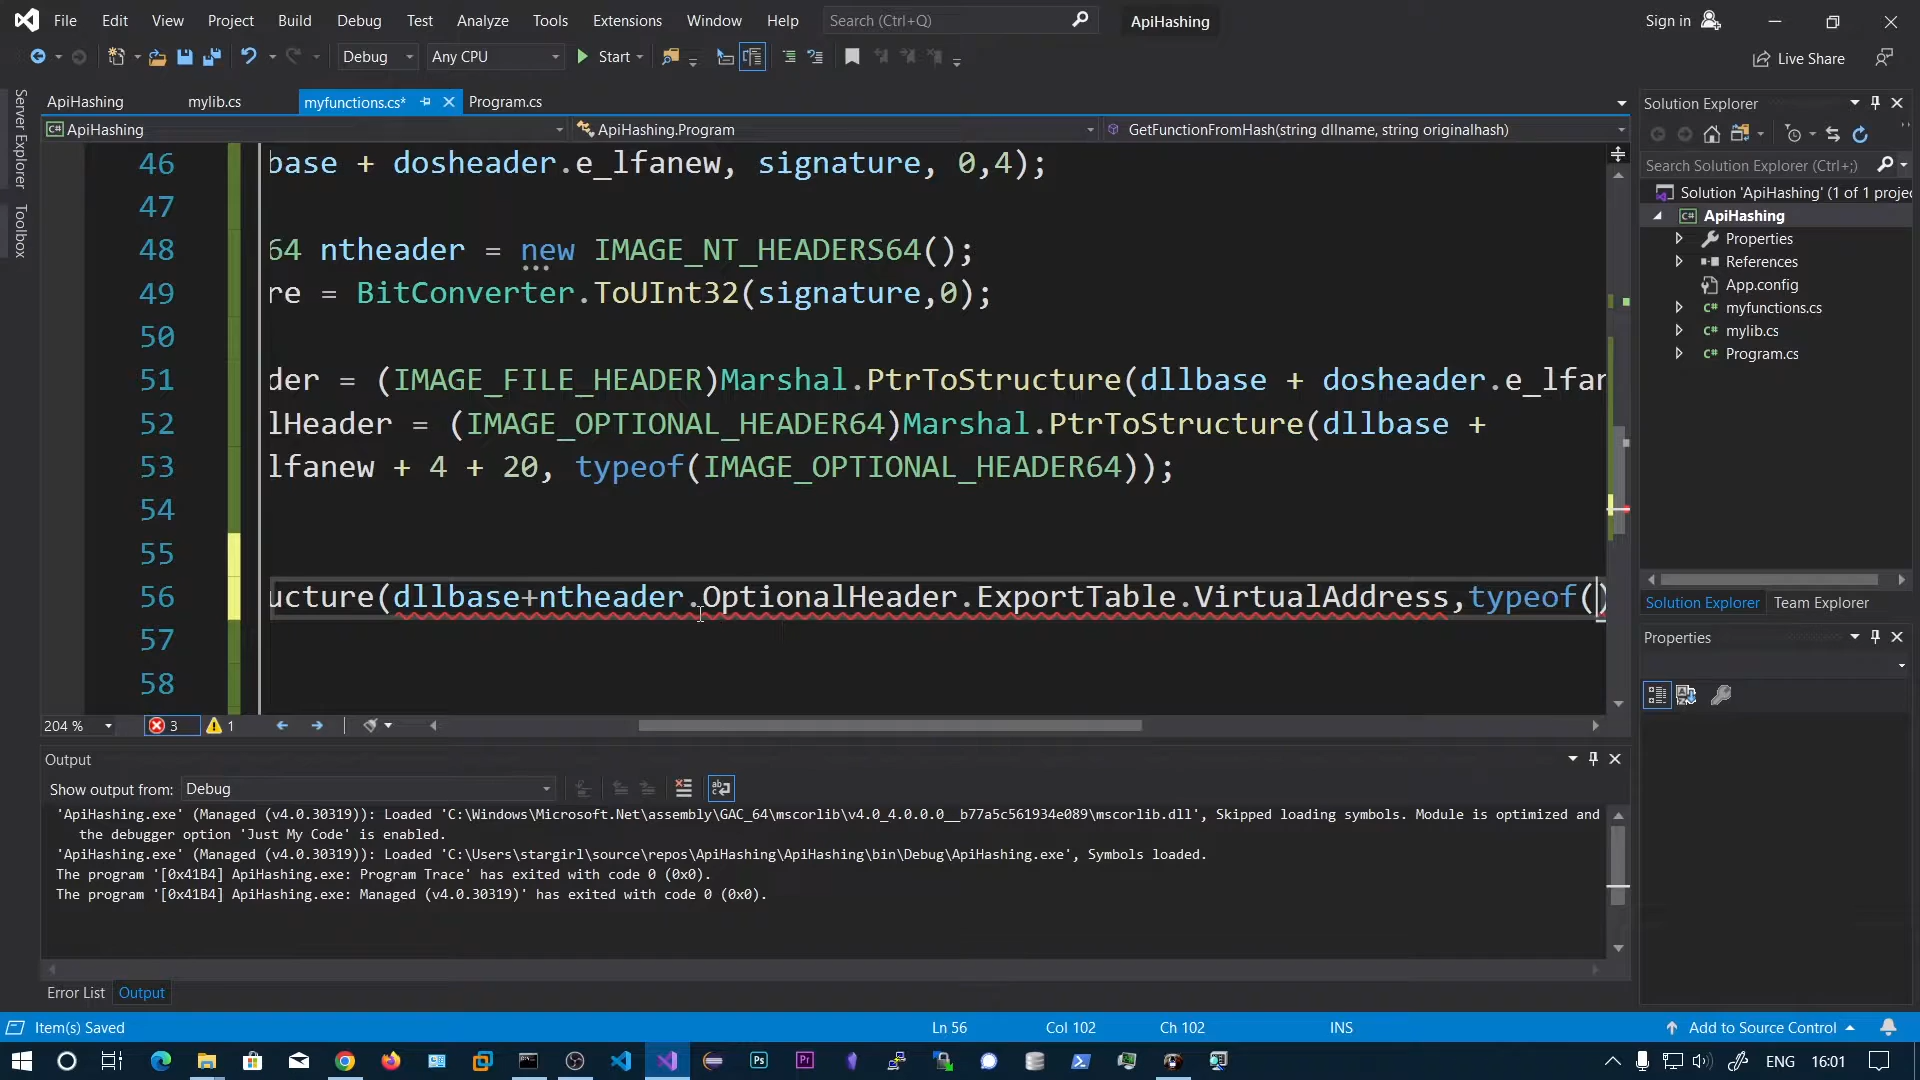 File Edit View Project Build Debug Test Analyze Tools Extensions Window Help Search (Ctrl+Q) ApiHashing Sign in
Debug Any CPU Start Live Share
Server Explorer
Toolbox
ApiHashing mylib.cs myfunctions.cs* Program.cs
ApiHashing ApiHashing.Program GetFunctionFromHash(string dllname, string originalhash)
46 base + dosheader.e_lfanew, signature, 0,4);
47
48 64 ntheader = new IMAGE_NT_HEADERS64();
49 re = BitConverter.ToUInt32(signature,0);
50
51 der = (IMAGE_FILE_HEADER)Marshal.PtrToStructure(dllbase + dosheader.e_lfan
52 lHeader = (IMAGE_OPTIONAL_HEADER64)Marshal.PtrToStructure(dllbase +
53 lfanew + 4 + 20, typeof(IMAGE_OPTIONAL_HEADER64));
54
55
56 ucture(dllbase+ntheader.OptionalHeader.ExportTable.VirtualAddress,typeof()
57
58
204 % 3 1
Output
Show output from: Debug
'ApiHashing.exe' (Managed (v4.0.30319)): Loaded 'C:\Windows\Microsoft.Net\assembly\GAC_64\mscorlib\v4.0_4.0.0.0__b77a5c561934e089\mscorlib.dll', Skipped loading symbols. Module is optimized and
the debugger option 'Just My Code' is enabled.
'ApiHashing.exe' (Managed (v4.0.30319)): Loaded 'C:\Users\stargirl\source\repos\ApiHashing\ApiHashing\bin\Debug\ApiHashing.exe', Symbols loaded.
The program '[0x41B4] ApiHashing.exe: Program Trace' has exited with code 0 (0x0).
The program '[0x41B4] ApiHashing.exe: Managed (v4.0.30319)' has exited with code 0 (0x0).
Error List Output
Solution Explorer
Search Solution Explorer (Ctrl+;)
Solution 'ApiHashing' (1 of 1 projec
C# ApiHashing
Properties
References
App.config
C# myfunctions.cs
C# mylib.cs
C# Program.cs
Solution Explorer Team Explorer
Properties
Item(s) Saved Ln 56 Col 102 Ch 102 INS Add to Source Control
Ps Pr ENG 16:01